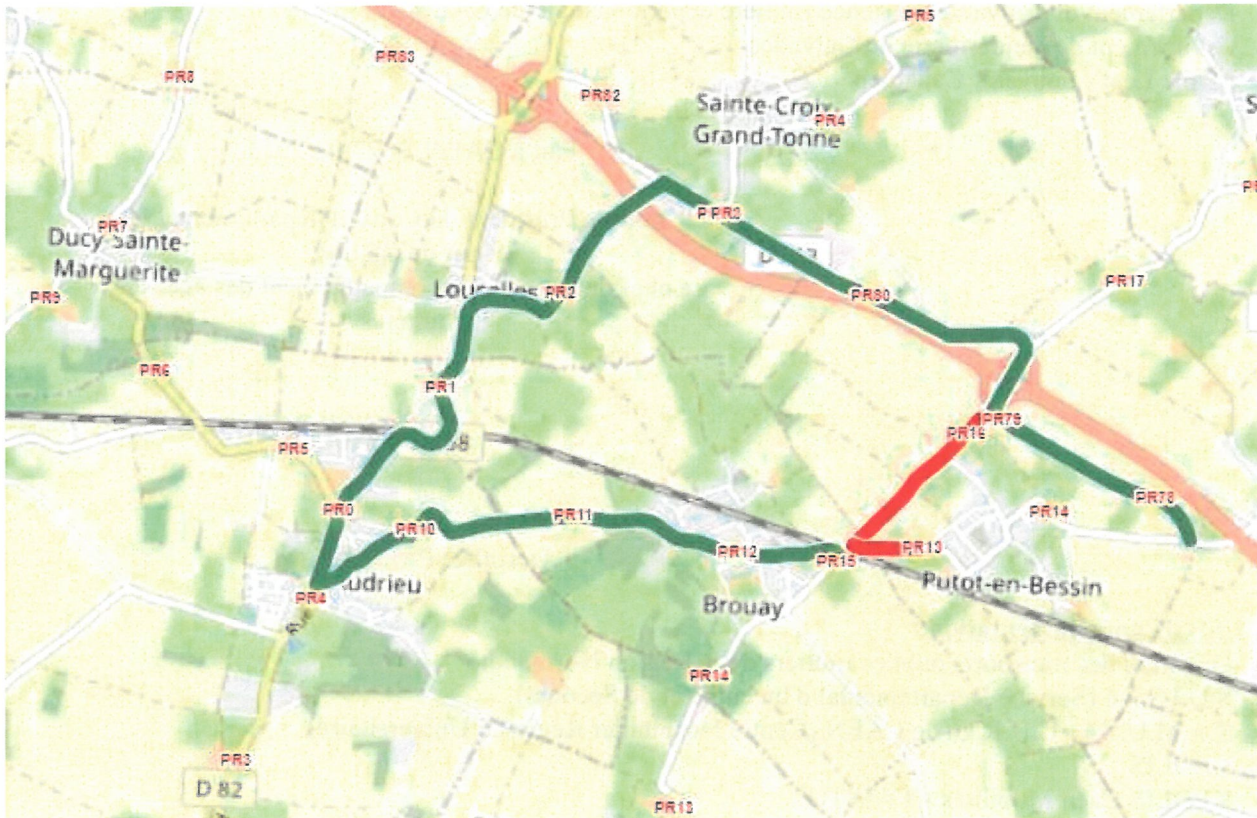 PR5
PR83
PR8
PR82
Sainte-Croix-
Grand-Tonne
PR4
PR7
Ducy-Sainte-
Marguerite
PR17
PR9
PR2
PR80
PR6
PR1
PR79
PR16
PR5
PR78
PR0
PR11
PR14
PR10
PR12
PR13
PR15
Audrieu
Putot-en-Bessin
PR4
Brouay
PR14
PR3
D 82
PR13